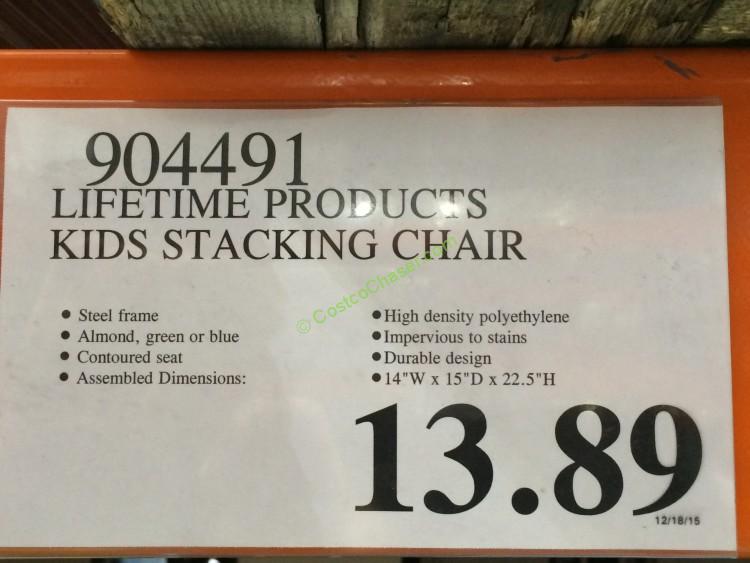 904491
LIFETIME PRODUCTS
KIDS STACKING CHAIR
© CostcoChaser.com
● Steel frame
● Almond, green or blue
● Contoured seat
● Assembled Dimensions:
● High density polyethylene
● Impervious to stains
● Durable design
● 14"W x 15"D x 22.5"H
13.89
12/18/15